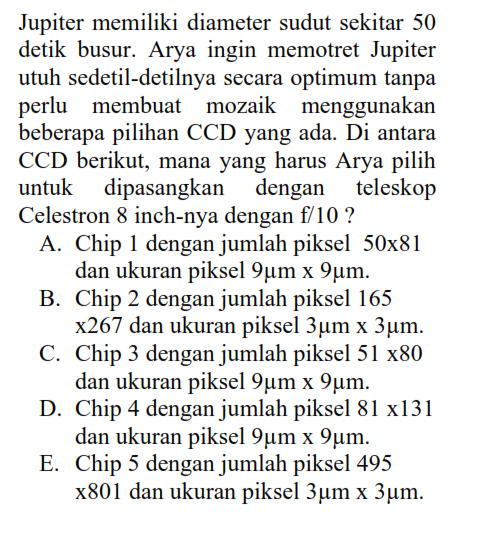 Jupiter memiliki diameter sudut sekitar 50
detik busur. Arya ingin memotret Jupiter
utuh sedetil-detilnya secara optimum tanpa
perlu membuat mozaik menggunakan
beberapa pilihan CCD yang ada. Di antara
CCD berikut, mana yang harus Arya pilih
untuk dipasangkan dengan teleskop
Celestron 8 inch-nya dengan f/10 ?
A. Chip 1 dengan jumlah piksel 50x81
dan ukuran piksel 9μm x 9μm.
B. Chip 2 dengan jumlah piksel 165
x267 dan ukuran piksel 3μm x 3μm.
C. Chip 3 dengan jumlah piksel 51 x80
dan ukuran piksel 9μm x 9μm.
D. Chip 4 dengan jumlah piksel 81 x131
dan ukuran piksel 9μm x 9μm.
E. Chip 5 dengan jumlah piksel 495
x801 dan ukuran piksel 3μm x 3μm.